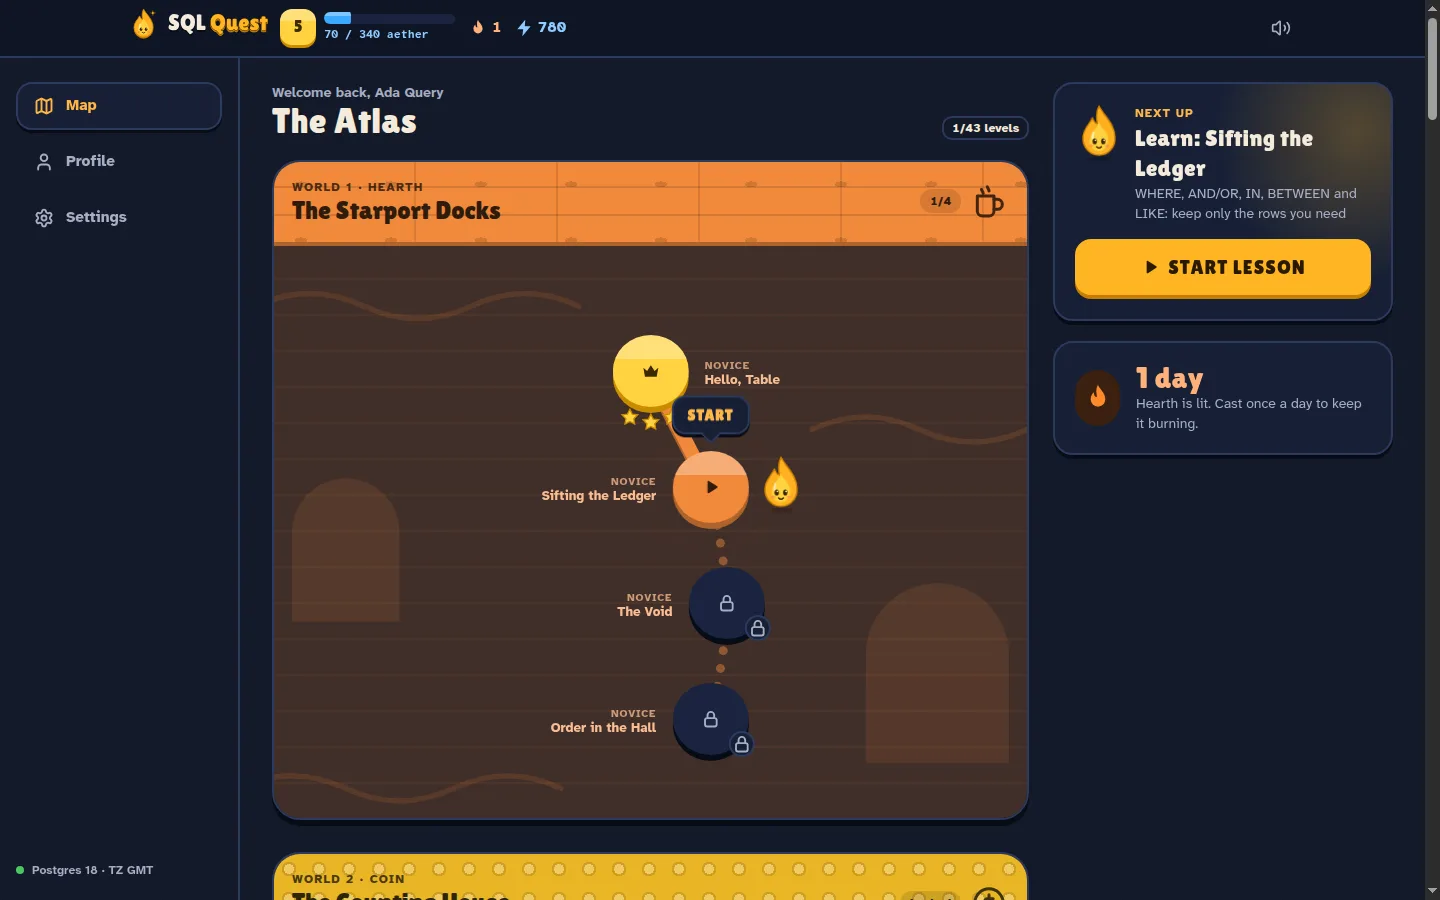 SQL Quest
5
70 / 340 aether
1
780
Map
Profile
Settings
Postgres 18 · TZ GMT
Welcome back, Ada Query
The Atlas
1/43 levels
WORLD 1 · HEARTH
The Starport Docks
1/4
NOVICE
Hello, Table
START
NOVICE
Sifting the Ledger
NOVICE
The Void
NOVICE
Order in the Hall
WORLD 2 · COIN
The Counting House
NEXT UP
Learn: Sifting the
Ledger
WHERE, AND/OR, IN, BETWEEN and
LIKE: keep only the rows you need
START LESSON
1 day
Hearth is lit. Cast once a day to keep
it burning.